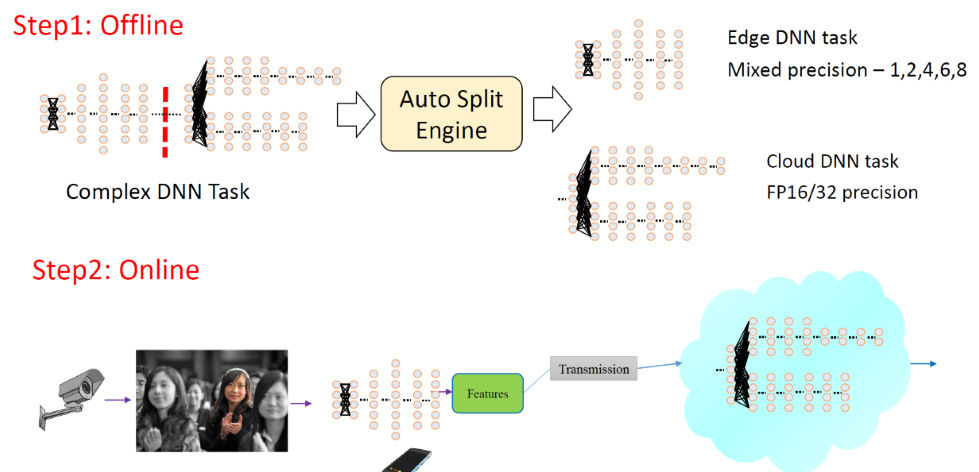 Step1: Offline
Complex DNN Task
Auto Split
Engine
Edge DNN task
Mixed precision – 1,2,4,6,8
Cloud DNN task
FP16/32 precision
Step2: Online
Features
Transmission